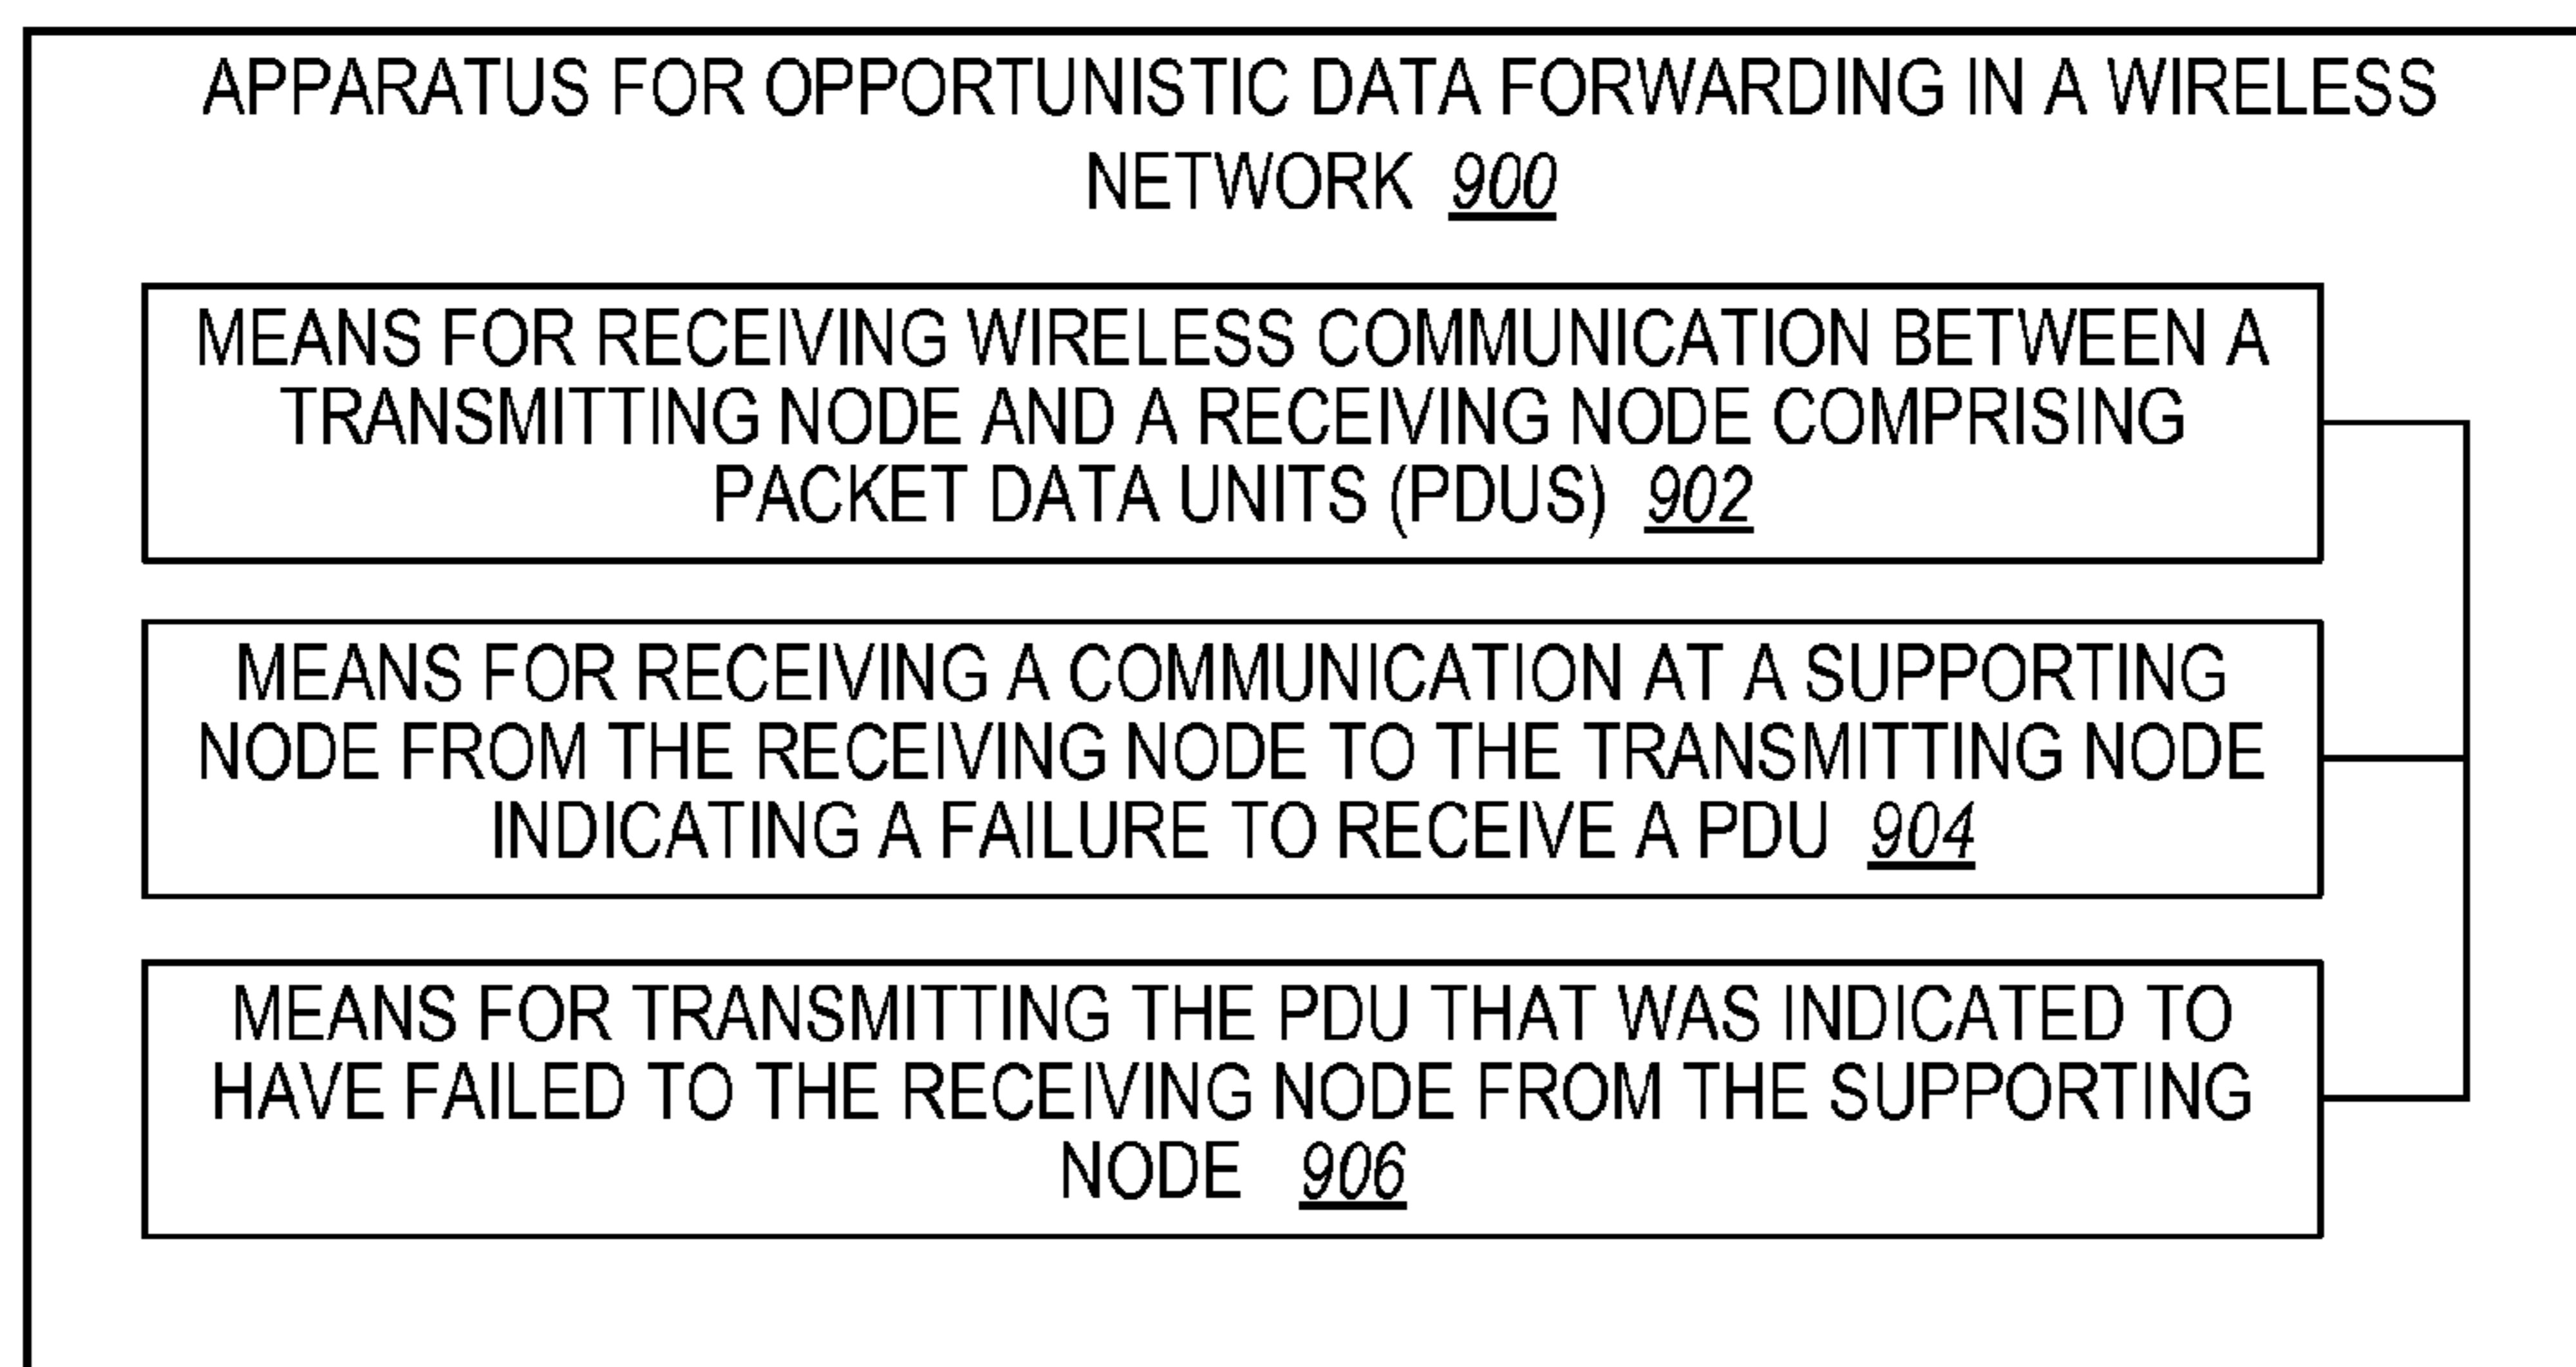 APPARATUS FOR OPPORTUNISTIC DATA FORWARDING IN A WIRELESS
NETWORK 900
MEANS FOR RECEIVING WIRELESS COMMUNICATION BETWEEN A
TRANSMITTING NODE AND A RECEIVING NODE COMPRISING
PACKET DATA UNITS (PDUS) 902
MEANS FOR RECEIVING A COMMUNICATION AT A SUPPORTING
NODE FROM THE RECEIVING NODE TO THE TRANSMITTING NODE
INDICATING A FAILURE TO RECEIVE A PDU 904
MEANS FOR TRANSMITTING THE PDU THAT WAS INDICATED TO
HAVE FAILED TO THE RECEIVING NODE FROM THE SUPPORTING
NODE 906